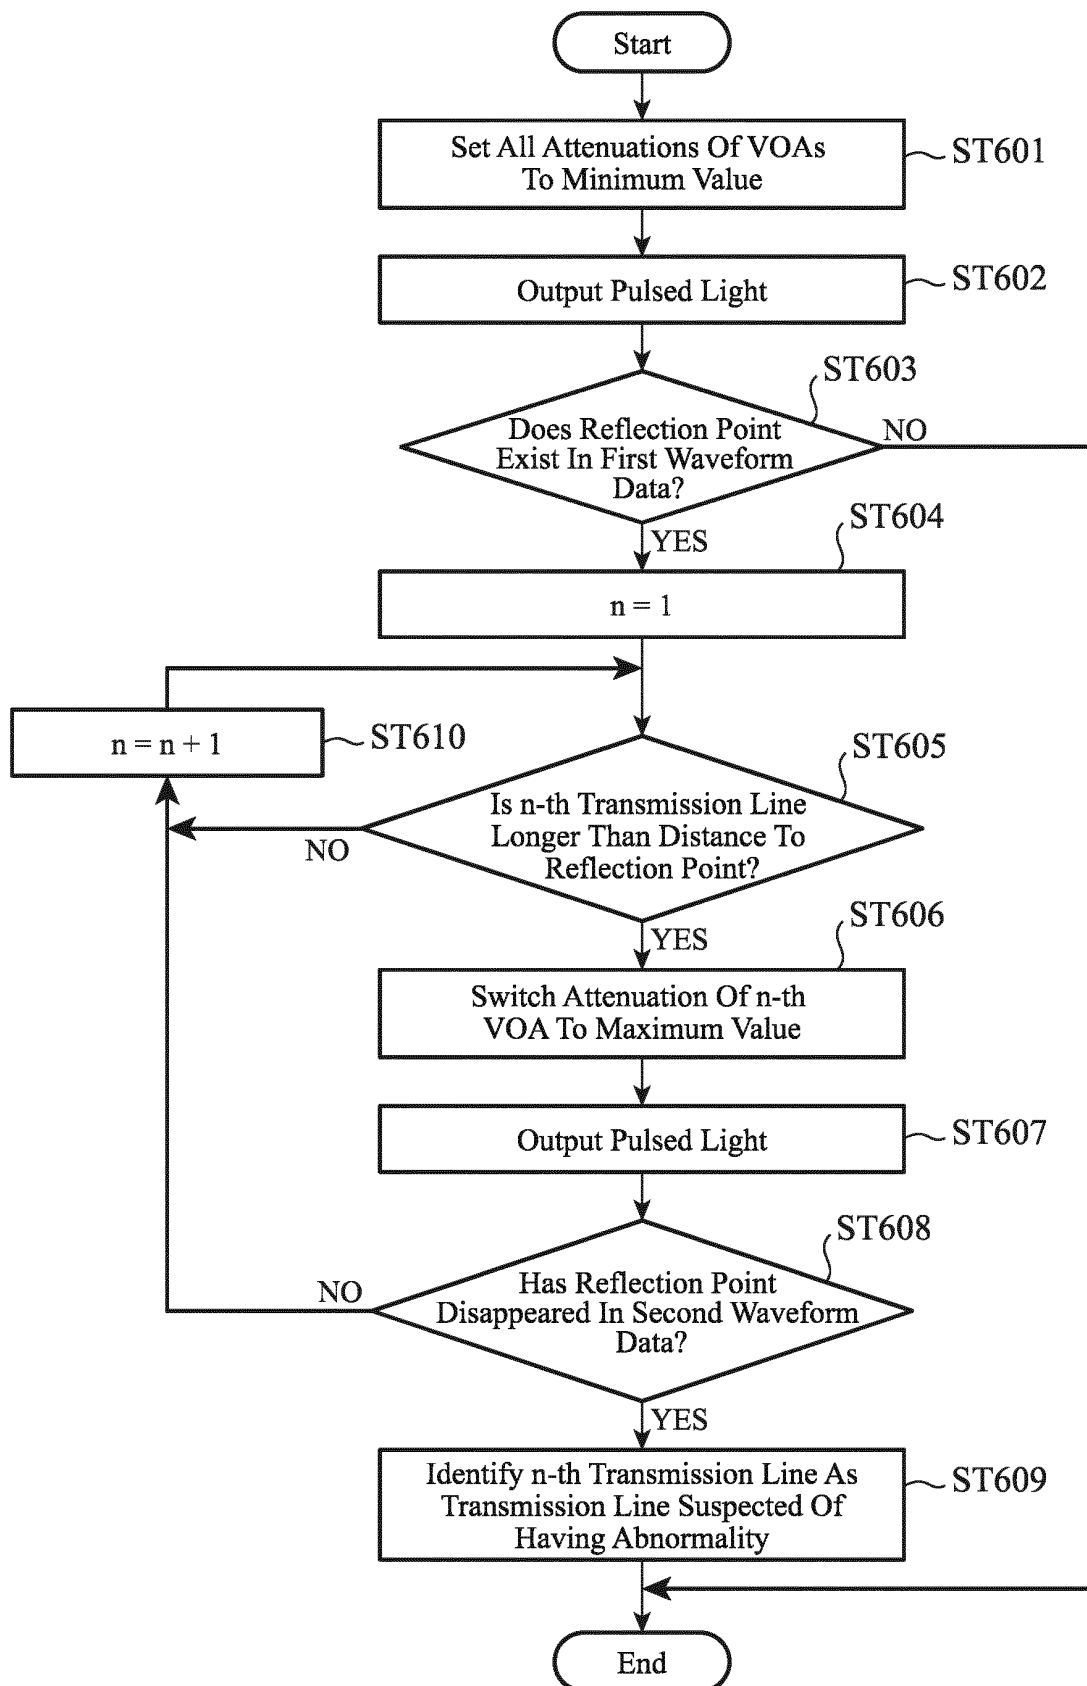 Start
Set All Attenuations Of VOAs
To Minimum Value
ST601
Output Pulsed Light
ST602
ST603
Does Reflection Point
Exist In First Waveform
Data?
NO
YES
ST604
n = 1
n = n + 1
ST610
ST605
Is n-th Transmission Line
Longer Than Distance To
Reflection Point?
NO
YES
ST606
Switch Attenuation Of n-th
VOA To Maximum Value
Output Pulsed Light
ST607
ST608
Has Reflection Point
Disappeared In Second Waveform
Data?
NO
YES
Identify n-th Transmission Line As
Transmission Line Suspected Of
Having Abnormality
ST609
End